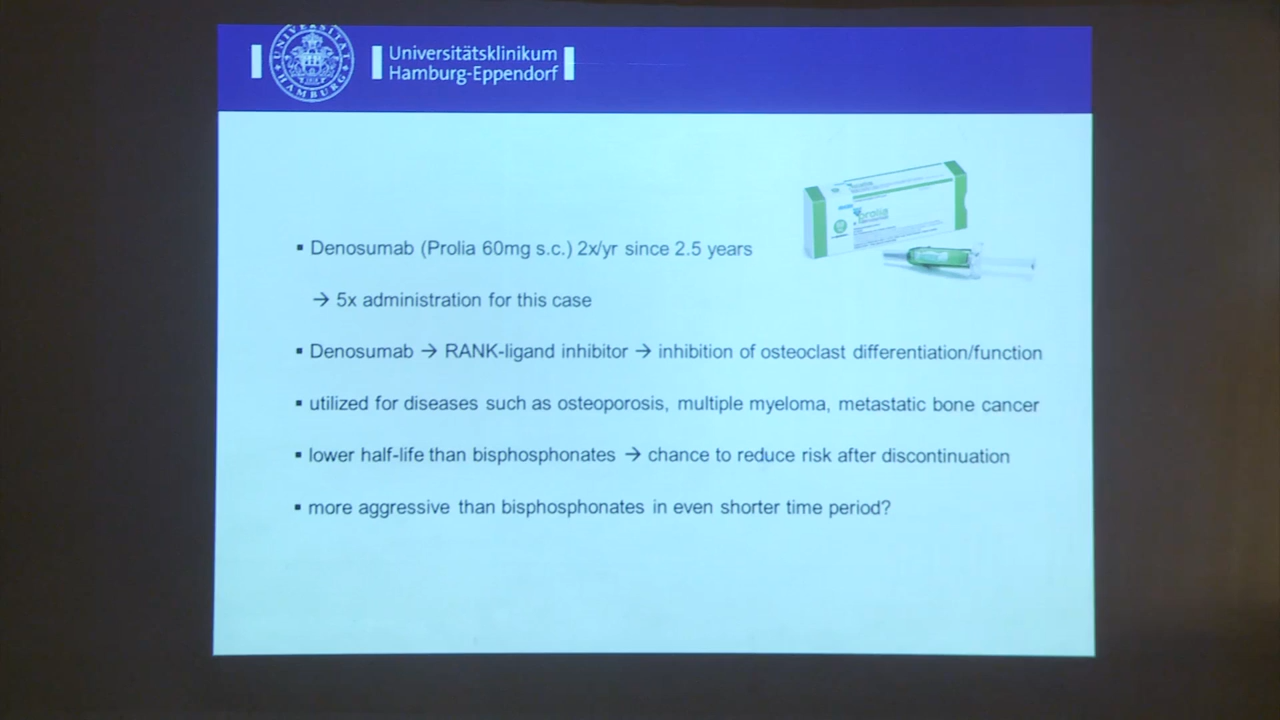 UNIVERSITÄT
HAMBURG
Universitätsklinikum
Hamburg-Eppendorf
prolia
▪ Denosumab (Prolia 60mg s.c.) 2x/yr since 2.5 years
→ 5x administration for this case
▪ Denosumab → RANK-ligand inhibitor → inhibition of osteoclast differentiation/function
▪ utilized for diseases such as osteoporosis, multiple myeloma, metastatic bone cancer
▪ lower half-life than bisphosphonates → chance to reduce risk after discontinuation
▪ more aggressive than bisphosphonates in even shorter time period?